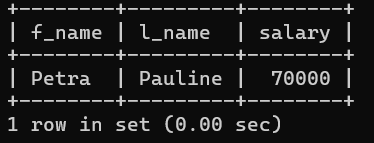 +--------+---------+--------+
| f_name | l_name  | salary |
+--------+---------+--------+
| Petra  | Pauline |  70000 |
+--------+---------+--------+
1 row in set (0.00 sec)